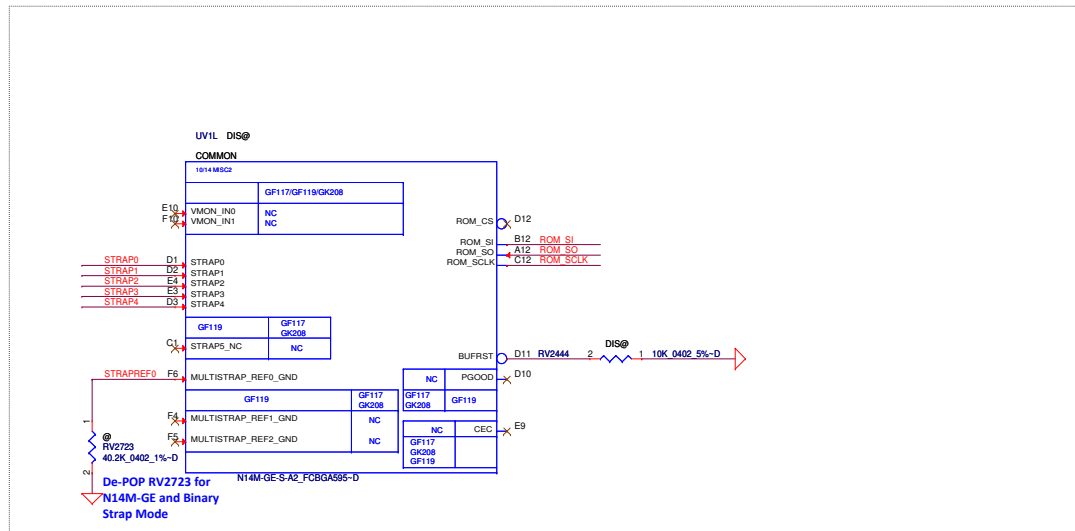 UV1L DIS@
COMMON
10/14 MISC2
GF117/GF119/GK208
E10 VMON_IN0 NC
F10 VMON_IN1 NC
ROM_CS D12
ROM_SI B12 ROM_SI
ROM_SO A12 ROM_SO
ROM_SCLK C12 ROM_SCLK
STRAP0 D1 STRAP0
STRAP1 D2 STRAP1
STRAP2 E4 STRAP2
STRAP3 E3 STRAP3
STRAP4 D3 STRAP4
GF119 GF117
GK208
C1 STRAP5_NC NC
DIS@
BUFRST D11 RV2444 2 1 10K_0402_5%~D
STRAPREF0 F6 MULTISTRAP_REF0_GND
NC PGOOD D10
GF119 GF117
GK208
GF117
GK208
GF119
F4 MULTISTRAP_REF1_GND NC
F5 MULTISTRAP_REF2_GND NC
NC CEC E9
GF117
GK208
GF119
1
@
RV2723
40.2K_0402_1%~D
2
N14M-GE-S-A2_FCBGA595~D
De-POP RV2723 for
N14M-GE and Binary
Strap Mode